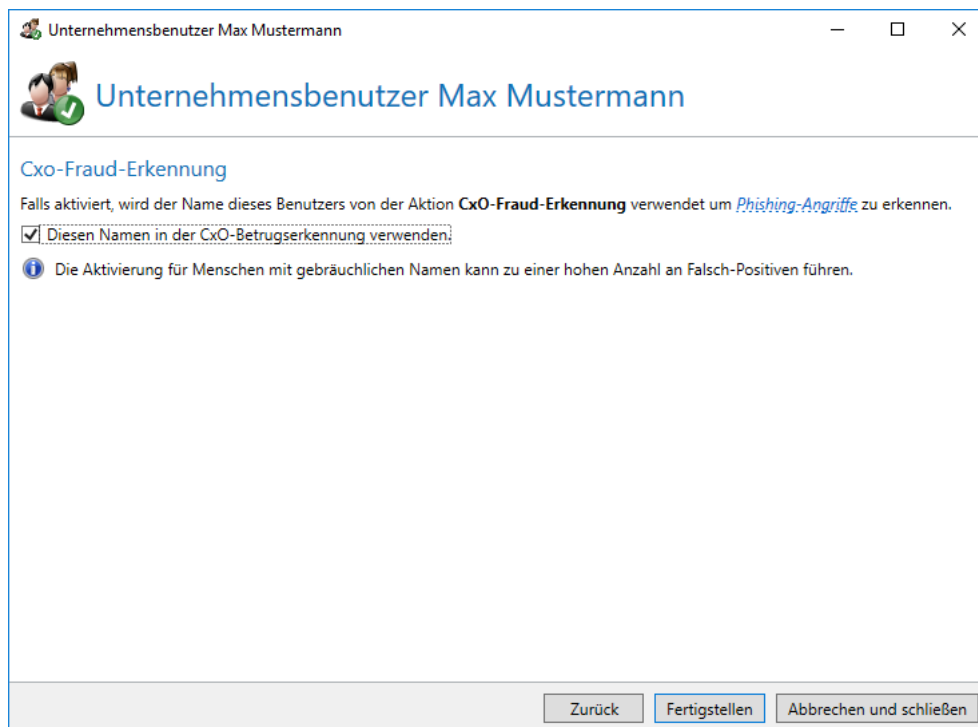 Unternehmensbenutzer Max Mustermann
Unternehmensbenutzer Max Mustermann
Cxo-Fraud-Erkennung
Falls aktiviert, wird der Name dieses Benutzers von der Aktion CxO-Fraud-Erkennung verwendet um Phishing-Angriffe zu erkennen.
Diesen Namen in der CxO-Betrugserkennung verwenden.
Die Aktivierung für Menschen mit gebräuchlichen Namen kann zu einer hohen Anzahl an Falsch-Positiven führen.
Zurück Fertigstellen Abbrechen und schließen